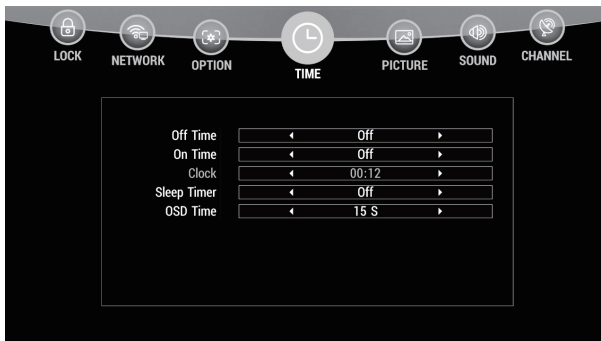 LOCK NETWORK OPTION TIME PICTURE SOUND CHANNEL
Off Time Off
On Time Off
Clock 00:12
Sleep Timer Off
OSD Time 15 S